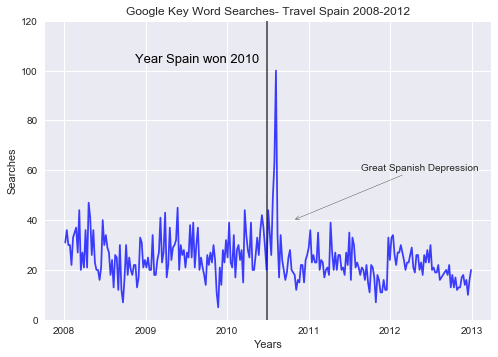 Google Key Word Searches- Travel Spain 2008-2012
120
Year Spain won 2010
100
80
Great Spanish Depression
60
Searches
40
20
0
2008 2009 2010 2011 2012 2013
Years